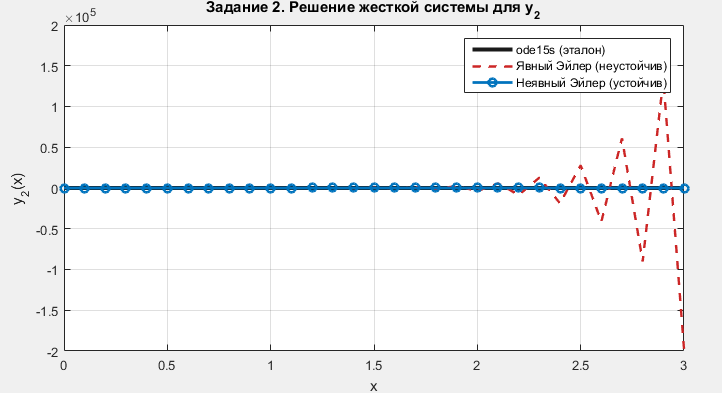 Задание 2. Решение жесткой системы для y₂
×10⁵
2
1.5
1
0.5
0
-0.5
-1
-1.5
-2
y₂(x)
ode15s (эталон)
Явный Эйлер (неустойчив)
Неявный Эйлер (устойчив)
0 0.5 1 1.5 2 2.5 3
x